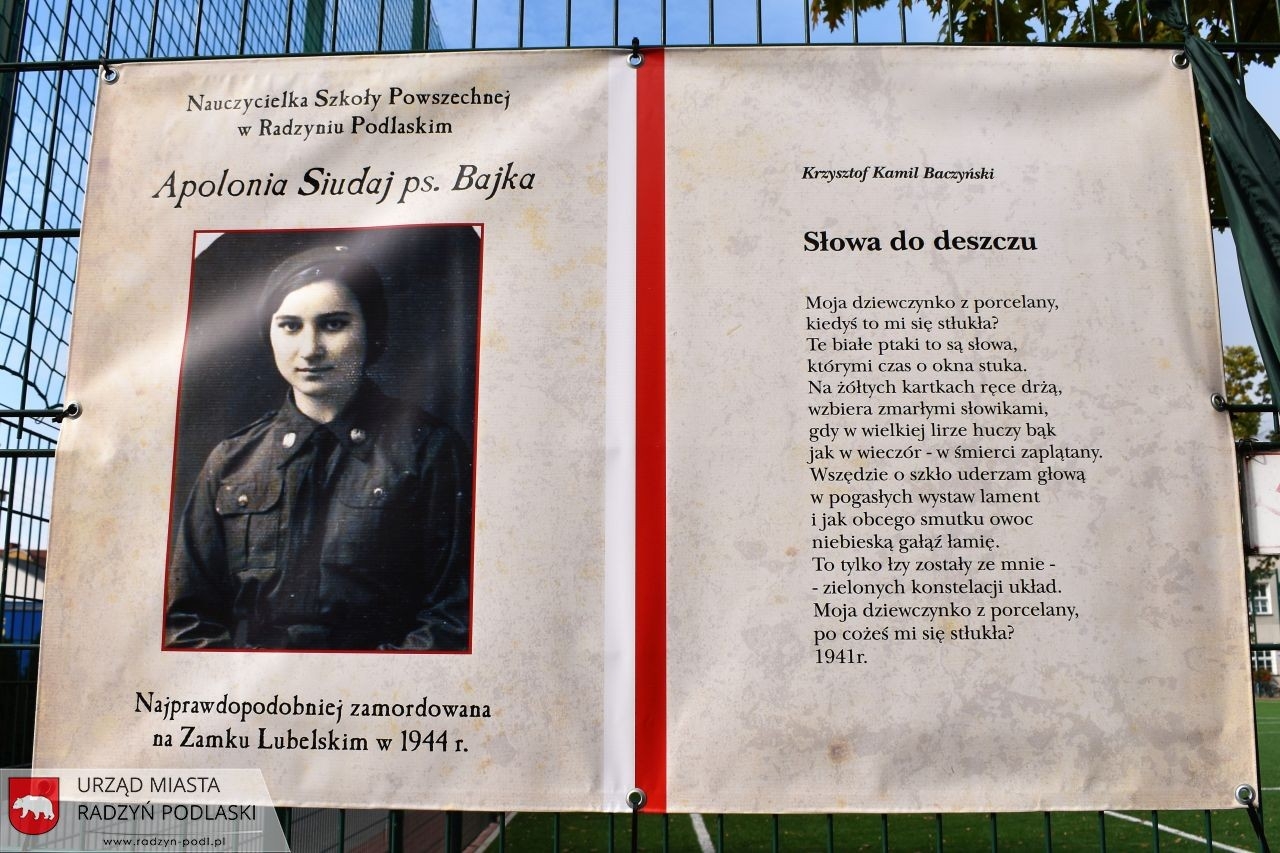 Nauczycielka Szkoły Powszechnej
w Radzyniu Podlaskim
Apolonia Siudaj ps. Bajka
Najprawdopodobniej zamordowana
na Zamku Lubelskim w 1944 r.
Krzysztof Kamil Baczyński
Słowa do deszczu
Moja dziewczynko z porcelany,
kiedyś to mi się stłukła?
Te białe ptaki to są słowa,
którymi czas o okna stuka.
Na żółtych kartkach ręce drżą,
wzbiera zmarłymi słowikami,
gdy w wielkiej lirze huczy bąk
jak w wieczór - w śmierci zaplątany.
Wszędzie o szkło uderzam głową
w pogasłych wystaw lament
i jak obcego smutku owoc
niebieską gałąź łamię.
To tylko łzy zostały ze mnie -
- zielonych konstelacji układ.
Moja dziewczynko z porcelany,
po cożeś mi się stłukła?
1941r.
URZĄD MIASTA
RADZYŃ PODLASKI
www.radzyn-podl.pl